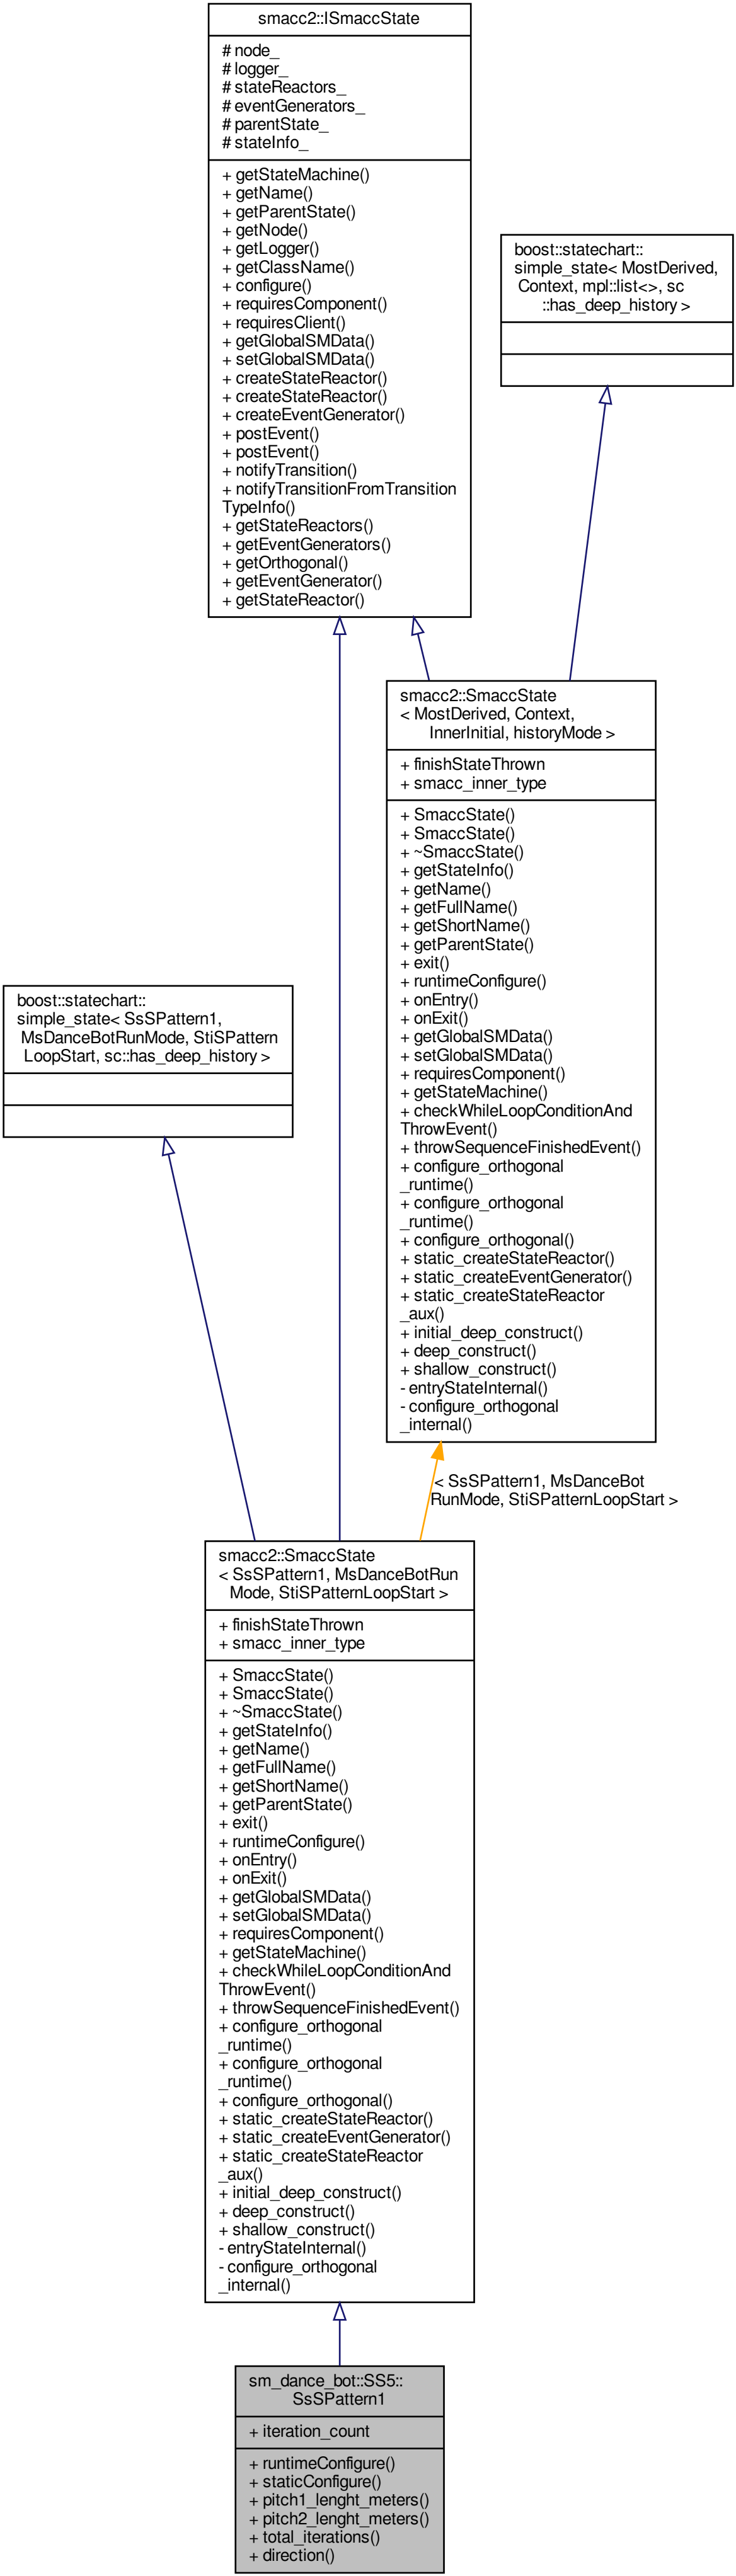 smacc2::ISmaccState
# node_
# logger_
# stateReactors_
# eventGenerators_
# parentState_
# stateInfo_
+ getStateMachine()
+ getName()
+ getParentState()
+ getNode()
+ getLogger()
+ getClassName()
+ configure()
+ requiresComponent()
+ requiresClient()
+ getGlobalSMData()
+ setGlobalSMData()
+ createStateReactor()
+ createStateReactor()
+ createEventGenerator()
+ postEvent()
+ postEvent()
+ notifyTransition()
+ notifyTransitionFromTransition
TypeInfo()
+ getStateReactors()
+ getEventGenerators()
+ getOrthogonal()
+ getEventGenerator()
+ getStateReactor()
boost::statechart::
simple_state< MostDerived,
Context, mpl::list<>, sc
::has_deep_history >
smacc2::SmaccState
< MostDerived, Context,
InnerInitial, historyMode >
+ finishStateThrown
+ smacc_inner_type
+ SmaccState()
+ SmaccState()
+ ~SmaccState()
+ getStateInfo()
+ getName()
+ getFullName()
+ getShortName()
+ getParentState()
+ exit()
+ runtimeConfigure()
+ onEntry()
+ onExit()
+ getGlobalSMData()
+ setGlobalSMData()
+ requiresComponent()
+ getStateMachine()
+ checkWhileLoopConditionAnd
ThrowEvent()
+ throwSequenceFinishedEvent()
+ configure_orthogonal
_runtime()
+ configure_orthogonal
_runtime()
+ configure_orthogonal()
+ static_createStateReactor()
+ static_createEventGenerator()
+ static_createStateReactor
_aux()
+ initial_deep_construct()
+ deep_construct()
+ shallow_construct()
- entryStateInternal()
- configure_orthogonal
_internal()
boost::statechart::
simple_state< SsSPattern1,
MsDanceBotRunMode, StiSPattern
LoopStart, sc::has_deep_history >
< SsSPattern1, MsDanceBot
RunMode, StiSPatternLoopStart >
smacc2::SmaccState
< SsSPattern1, MsDanceBotRun
Mode, StiSPatternLoopStart >
+ finishStateThrown
+ smacc_inner_type
+ SmaccState()
+ SmaccState()
+ ~SmaccState()
+ getStateInfo()
+ getName()
+ getFullName()
+ getShortName()
+ getParentState()
+ exit()
+ runtimeConfigure()
+ onEntry()
+ onExit()
+ getGlobalSMData()
+ setGlobalSMData()
+ requiresComponent()
+ getStateMachine()
+ checkWhileLoopConditionAnd
ThrowEvent()
+ throwSequenceFinishedEvent()
+ configure_orthogonal
_runtime()
+ configure_orthogonal
_runtime()
+ configure_orthogonal()
+ static_createStateReactor()
+ static_createEventGenerator()
+ static_createStateReactor
_aux()
+ initial_deep_construct()
+ deep_construct()
+ shallow_construct()
- entryStateInternal()
- configure_orthogonal
_internal()
sm_dance_bot::SS5::
SsSPattern1
+ iteration_count
+ runtimeConfigure()
+ staticConfigure()
+ pitch1_lenght_meters()
+ pitch2_lenght_meters()
+ total_iterations()
+ direction()